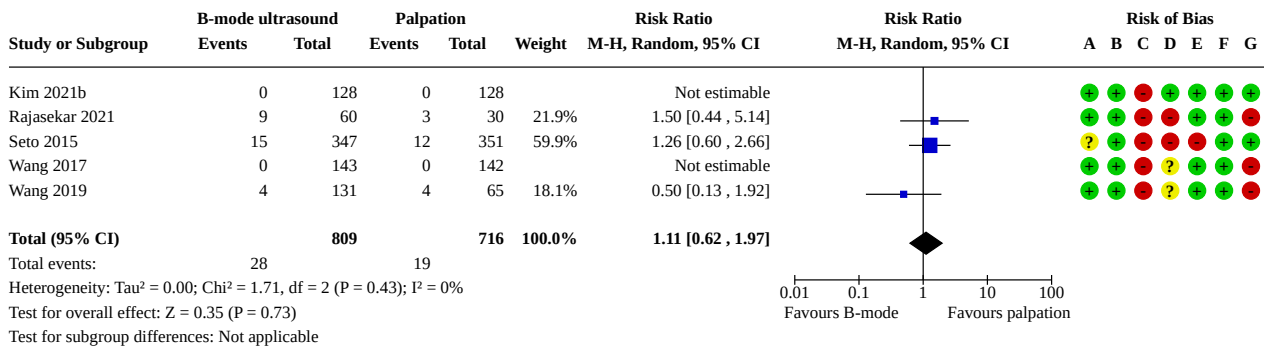 B-mode ultrasound Palpation Risk Ratio Risk Ratio Risk of Bias
Study or Subgroup Events Total Events Total Weight M-H, Random, 95% CI M-H, Random, 95% CI A B C D E F G
Kim 2021b 0 128 0 128 Not estimable + + - + + + +
Rajasekar 2021 9 60 3 30 21.9% 1.50 [0.44 , 5.14] + + - - + + -
Seto 2015 15 347 12 351 59.9% 1.26 [0.60 , 2.66] ? + - - - + +
Wang 2017 0 143 0 142 Not estimable + + - ? + + -
Wang 2019 4 131 4 65 18.1% 0.50 [0.13 , 1.92] + + - ? + + -
Total (95% CI) 809 716 100.0% 1.11 [0.62 , 1.97]
Total events: 28 19
Heterogeneity: Tau² = 0.00; Chi² = 1.71, df = 2 (P = 0.43); I² = 0%
0.01 0.1 1 10 100
Test for overall effect: Z = 0.35 (P = 0.73)
Favours B-mode Favours palpation
Test for subgroup differences: Not applicable